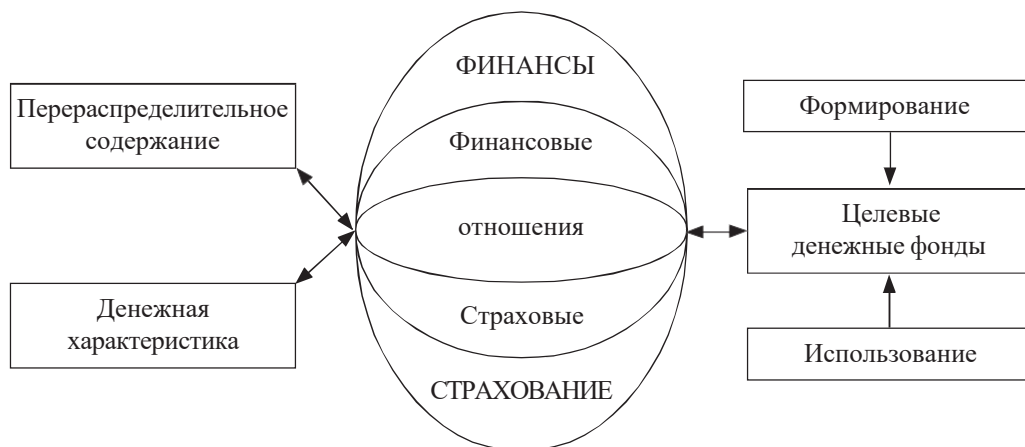 Перераспределительное
содержание
Денежная
характеристика
ФИНАНСЫ
Финансовые
отношения
Страховые
СТРАХОВАНИЕ
Формирование
Целевые
денежные фонды
Использование